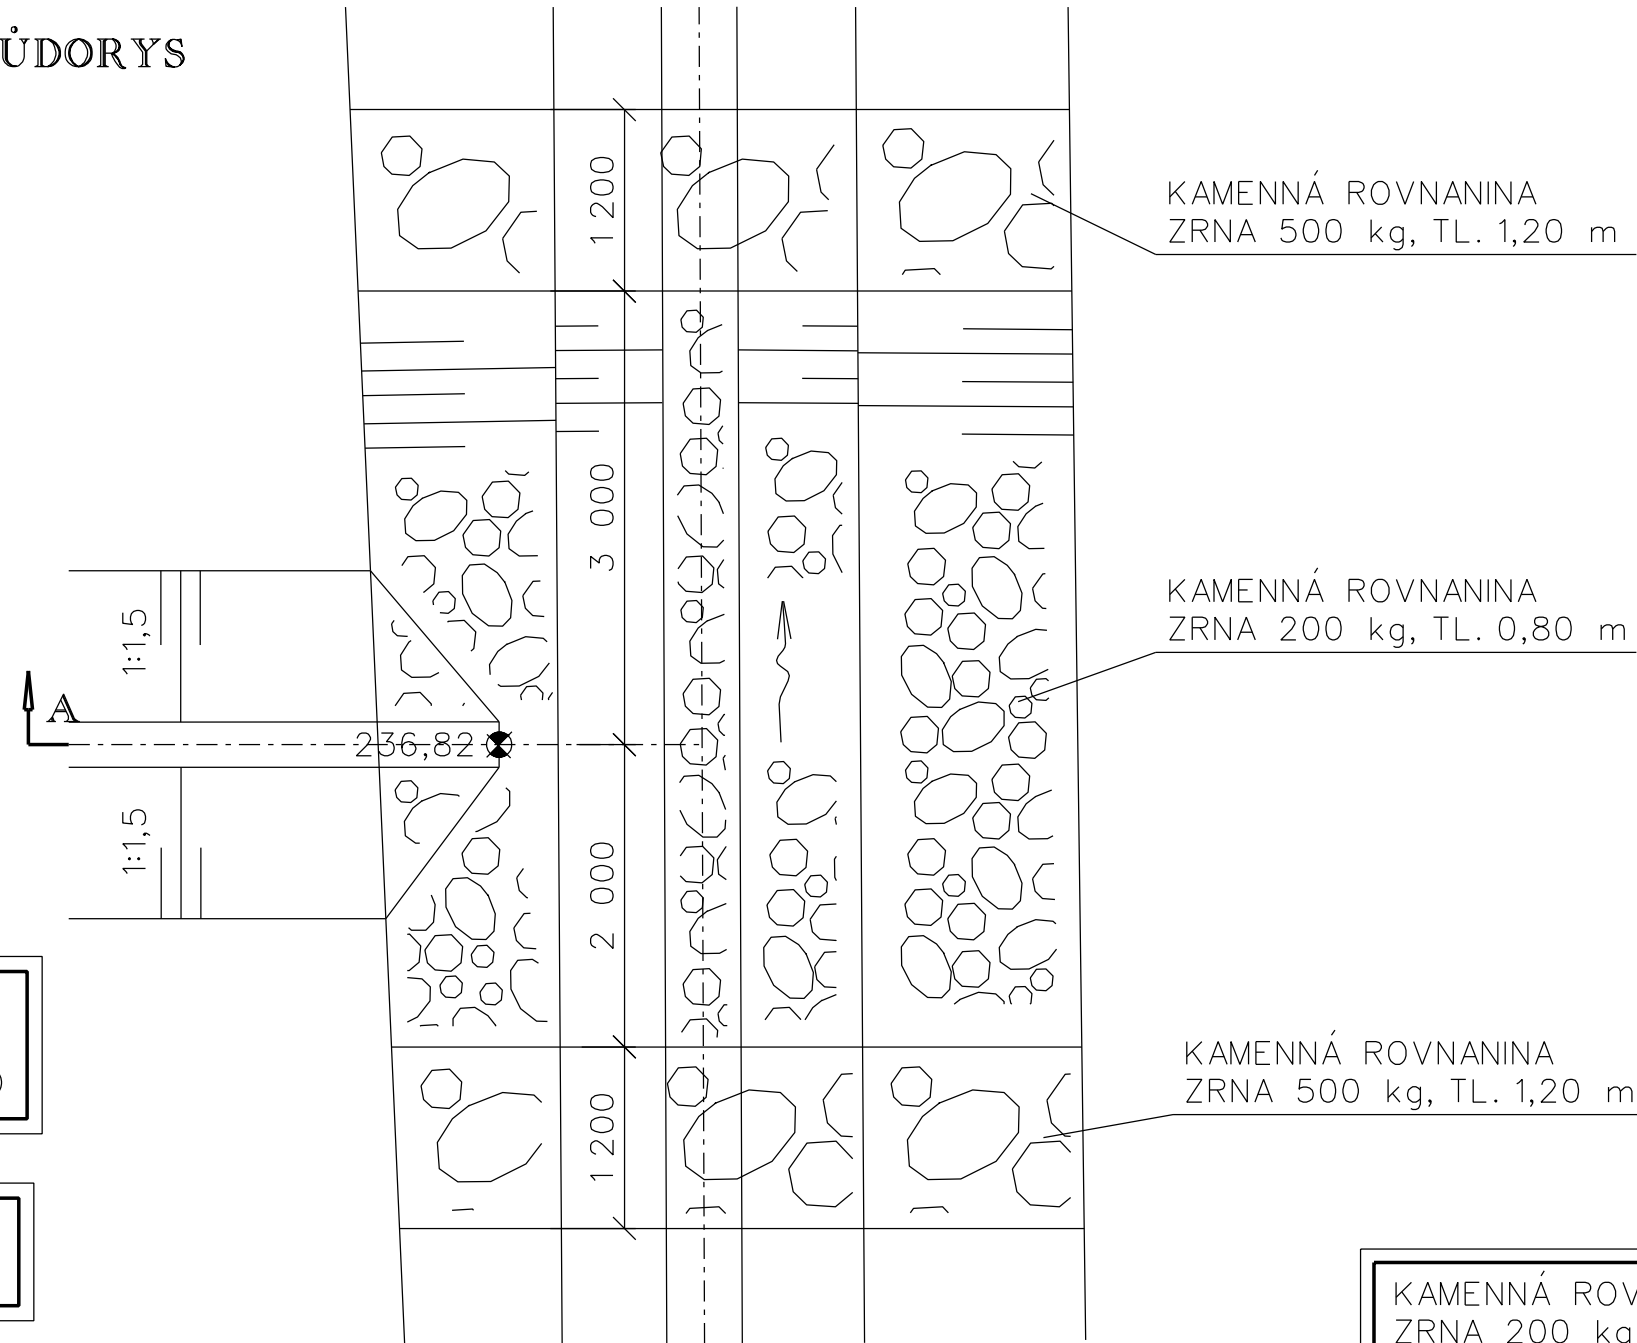 ŮDORYS
1200
KAMENNÁ ROVNANINA
ZRNA 500 kg, TL. 1,20 m
3 000
KAMENNÁ ROVNANINA
ZRNA 200 kg, TL. 0,80 m
1:1,5
A
236,82
1:1,5
2 000
KAMENNÁ ROVNANINA
ZRNA 500 kg, TL. 1,20 m
1200
KAMENNÁ ROV
ZRNA 200 kg